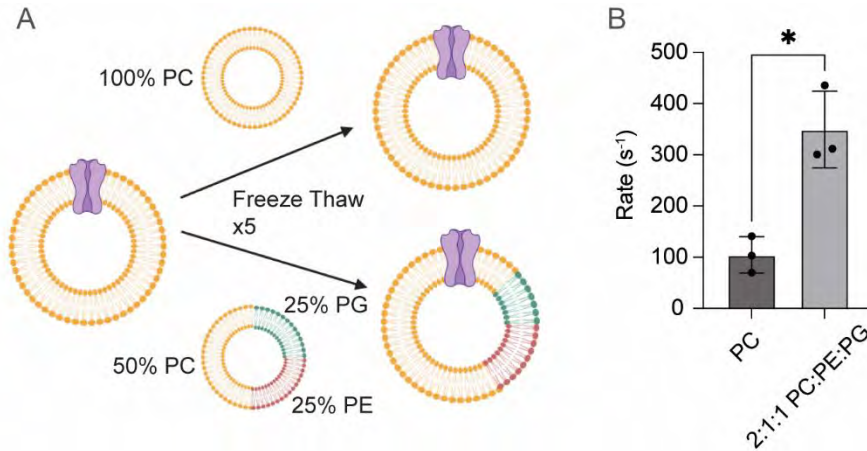 A
100% PC
Freeze Thaw
x5
25% PG
50% PC
25% PE
B
*
500
400
300
200
100
0
Rate (s⁻¹)
PC
2:1:1 PC:PE:PG